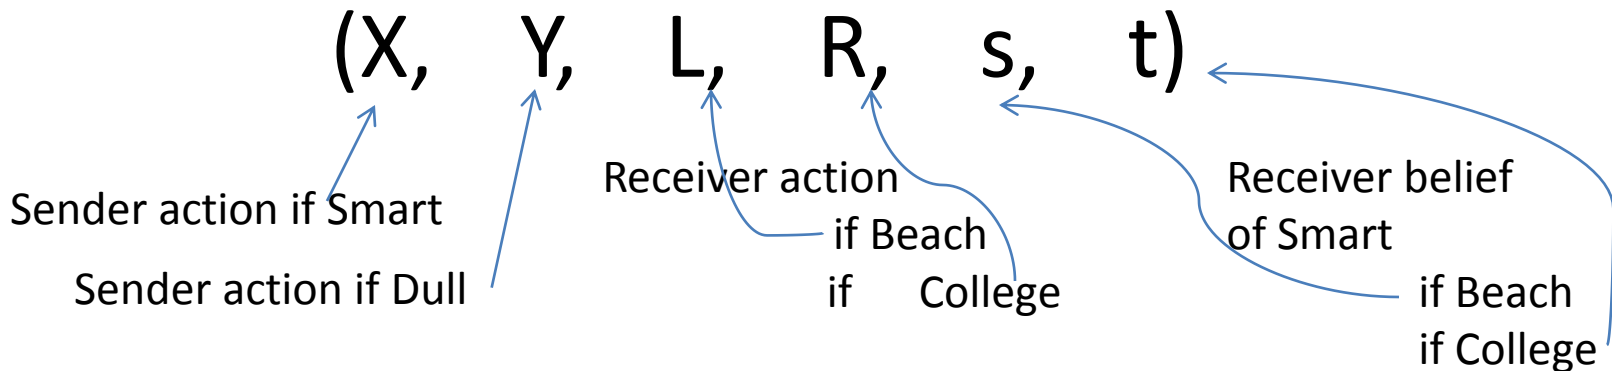 (X, Y, L, R, s, t)
Sender action if Smart
Sender action if Dull
Receiver action
if Beach
if College
Receiver belief
of Smart
if Beach
if College